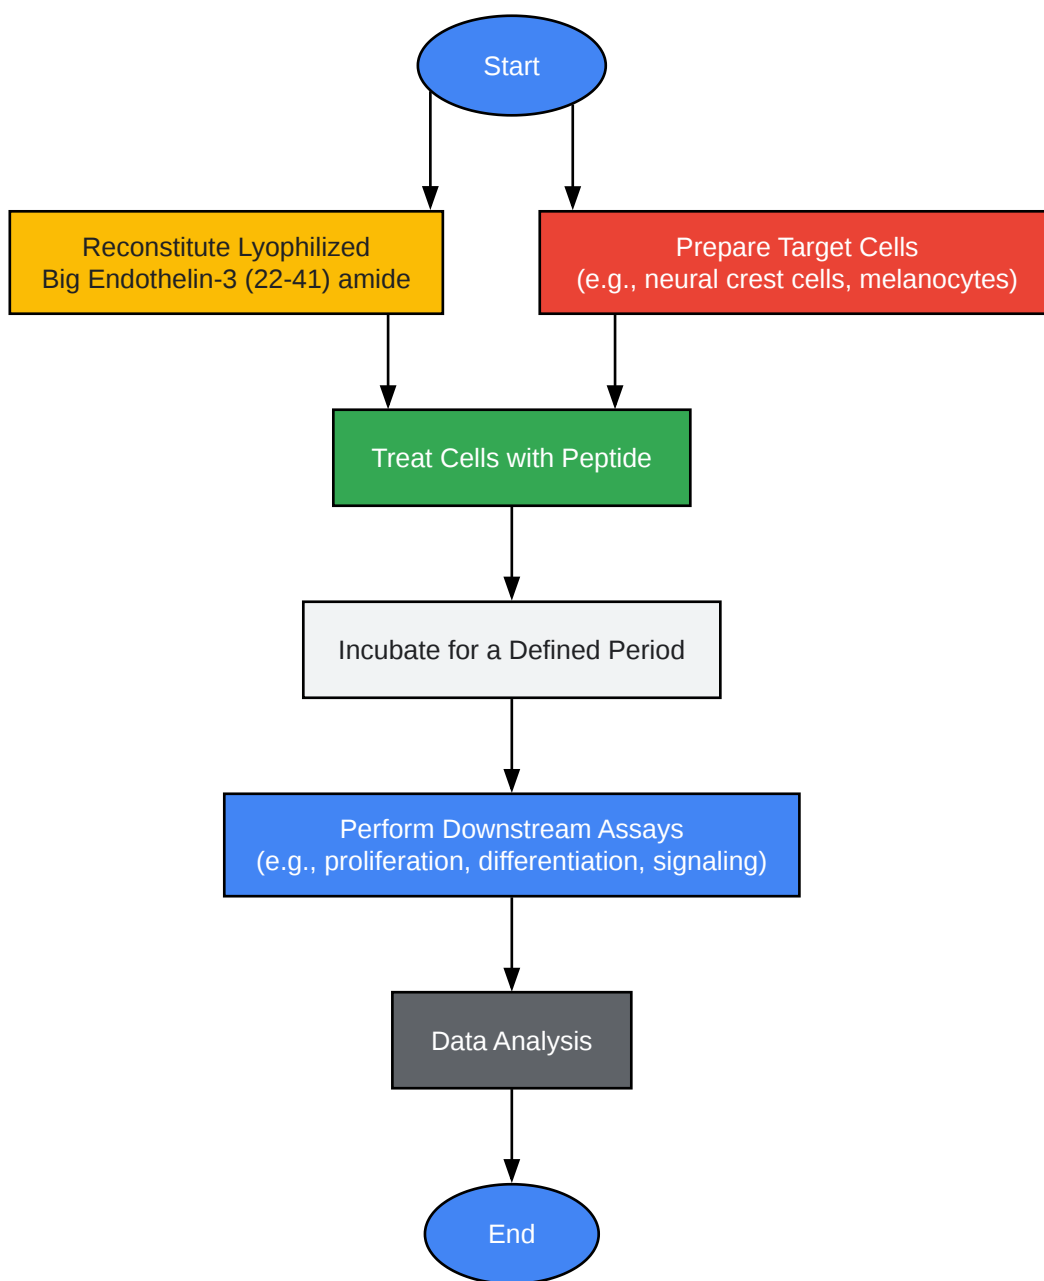 Start
Reconstitute Lyophilized
Big Endothelin-3 (22-41) amide
Prepare Target Cells
(e.g., neural crest cells, melanocytes)
Treat Cells with Peptide
Incubate for a Defined Period
Perform Downstream Assays
(e.g., proliferation, differentiation, signaling)
Data Analysis
End